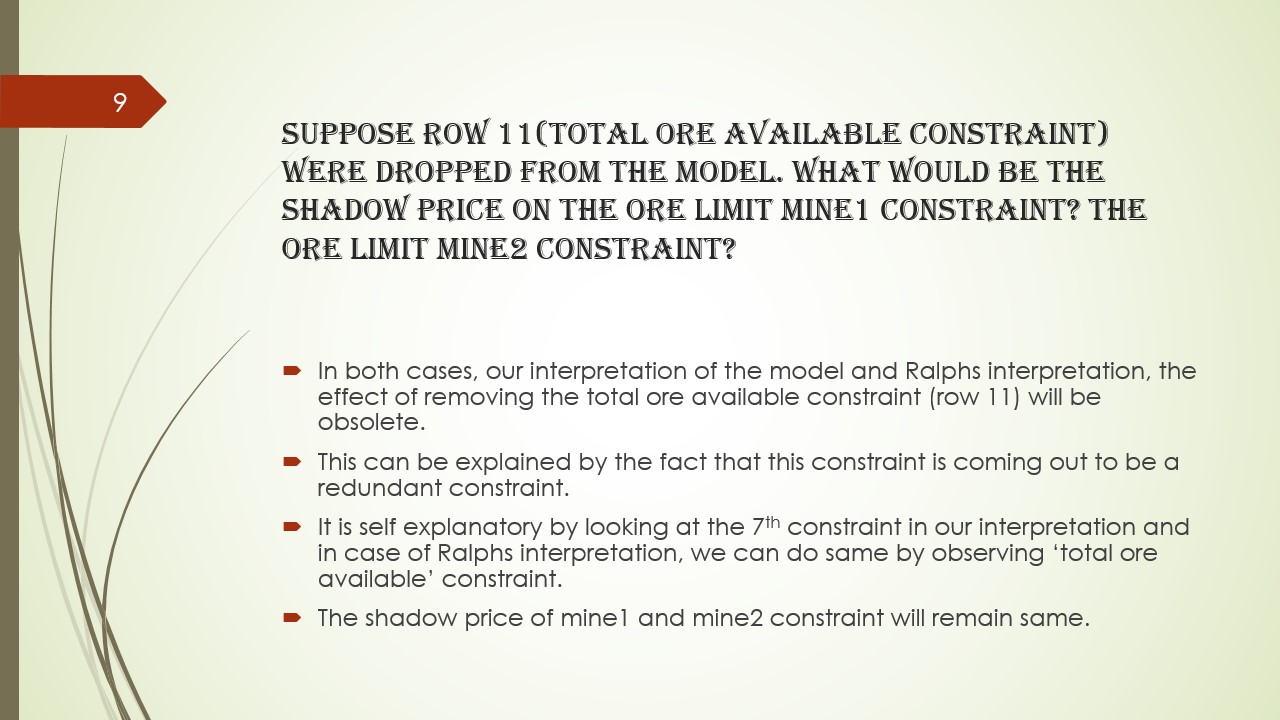 9
SUPPOSE ROW 11(TOTAL ORE AVAILABLE CONSTRAINT)
WERE DROPPED FROM THE MODEL. WHAT WOULD BE THE
SHADOW PRICE ON THE ORE LIMIT MINE1 CONSTRAINT? THE
ORE LIMIT MINE2 CONSTRAINT?
In both cases, our interpretation of the model and Ralphs interpretation, the
effect of removing the total ore available constraint (row 11) will be
obsolete.
This can be explained by the fact that this constraint is coming out to be a
redundant constraint.
It is self explanatory by looking at the 7th constraint in our interpretation and
in case of Ralphs interpretation, we can do same by observing ‘total ore
available’ constraint.
The shadow price of mine1 and mine2 constraint will remain same.